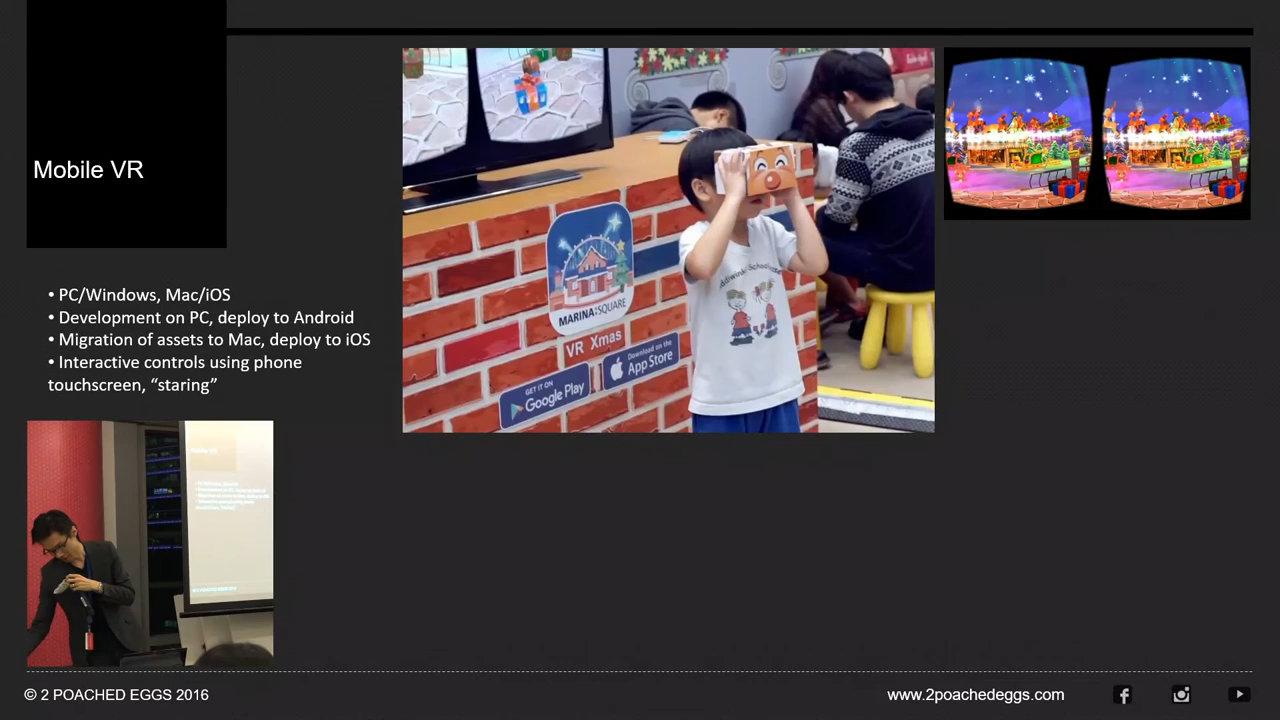 Mobile VR
• PC/Windows, Mac/iOS
• Development on PC, deploy to Android
• Migration of assets to Mac, deploy to iOS
• Interactive controls using phone
touchscreen, “staring”
MARINA SQUARE
VR Xmas
GET IT ON
Google Play
Download on the
App Store
© 2 POACHED EGGS 2016
www.2poachedeggs.com